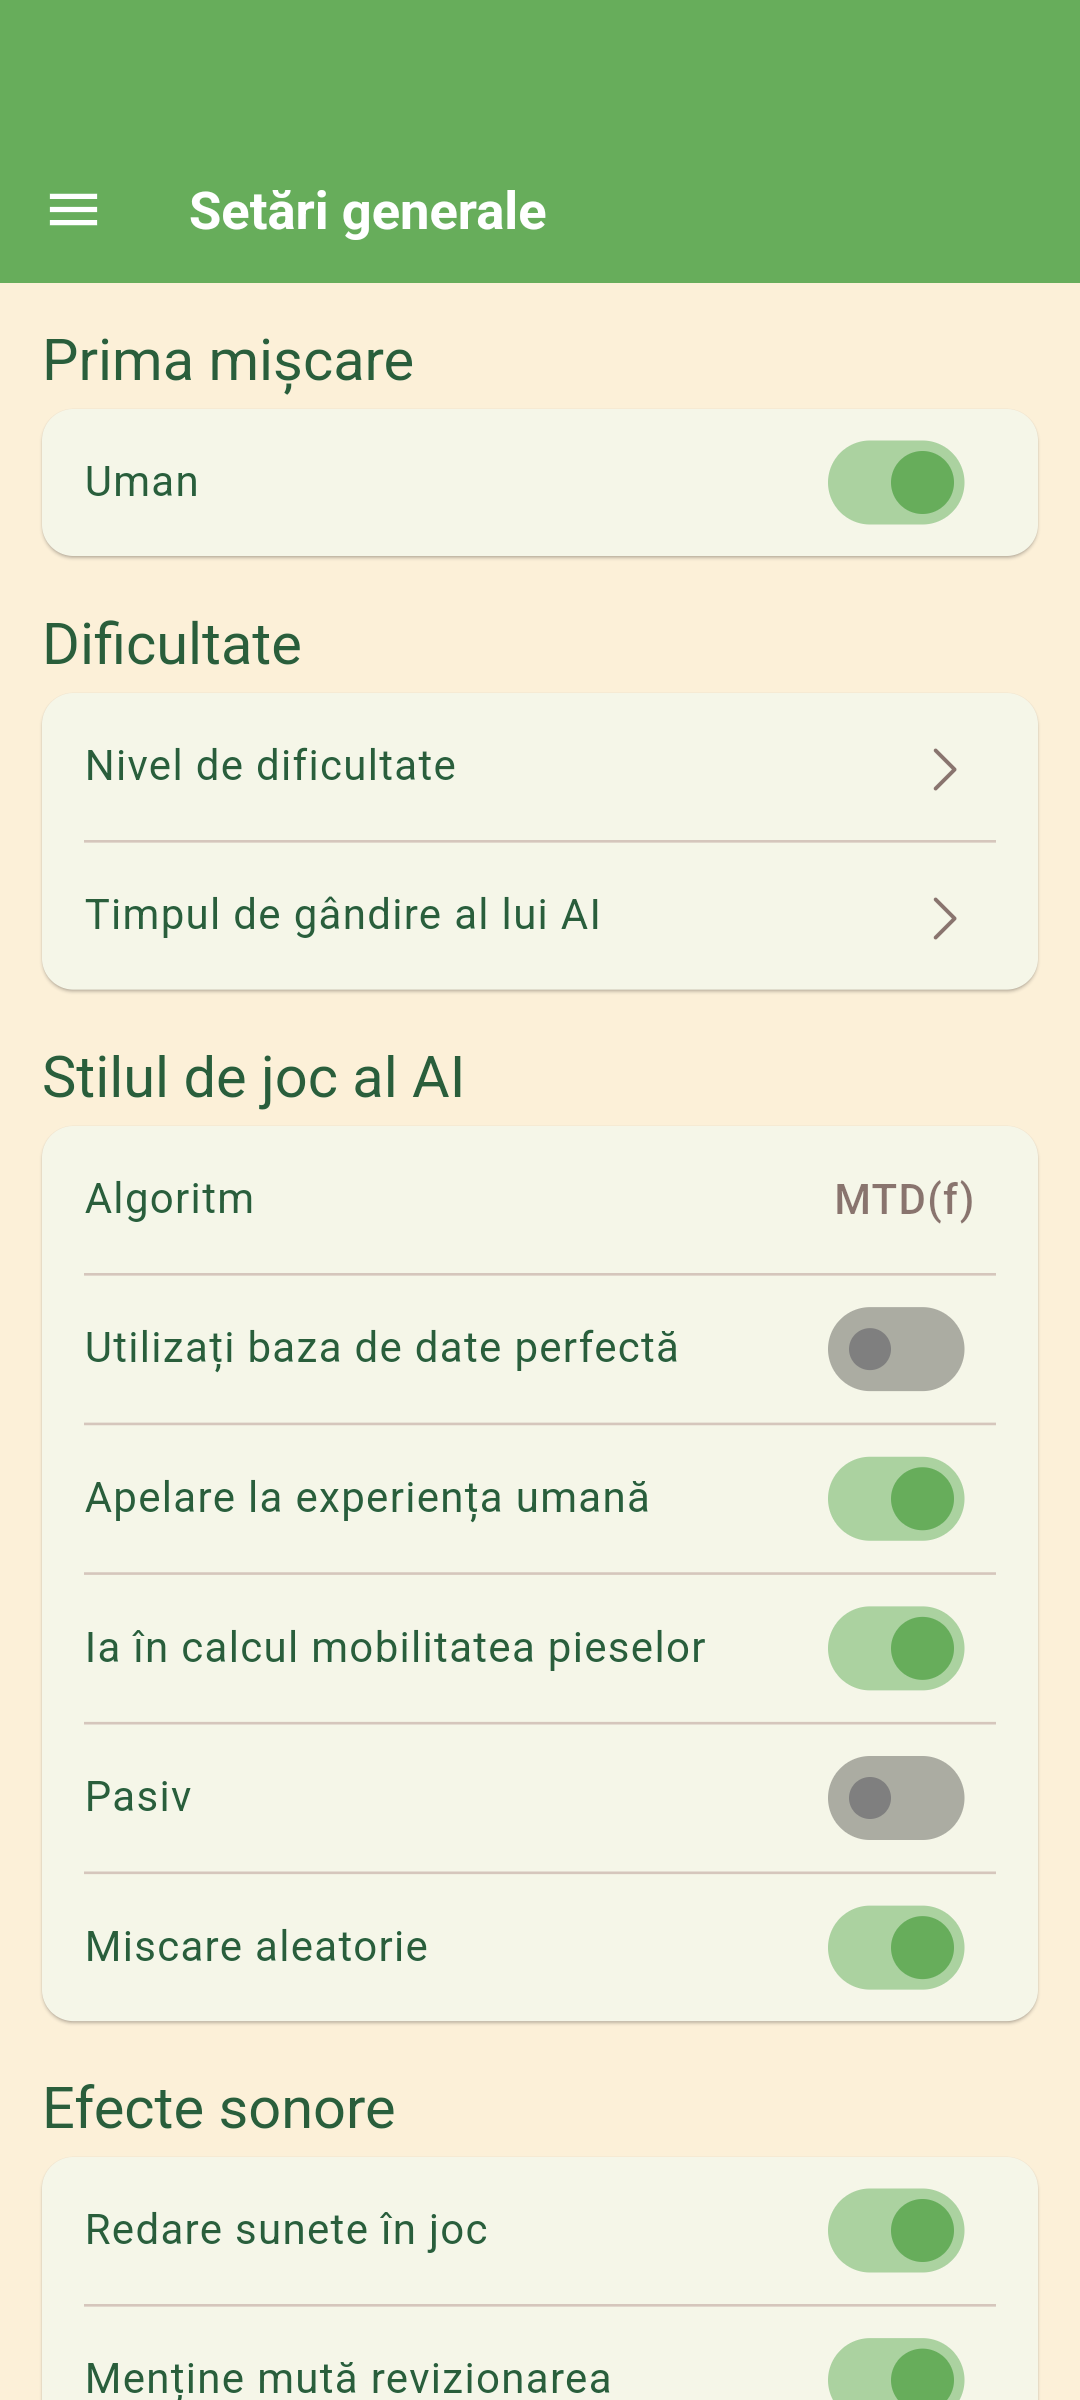 Setări generale
Prima mișcare
Uman
Dificultate
Nivel de dificultate
Timpul de gândire al lui AI
Stilul de joc al AI
Algoritm MTD(f)
Utilizați baza de date perfectă
Apelare la experiența umană
Ia în calcul mobilitatea pieselor
Pasiv
Miscare aleatorie
Efecte sonore
Redare sunete în joc
Menține mută revizionarea